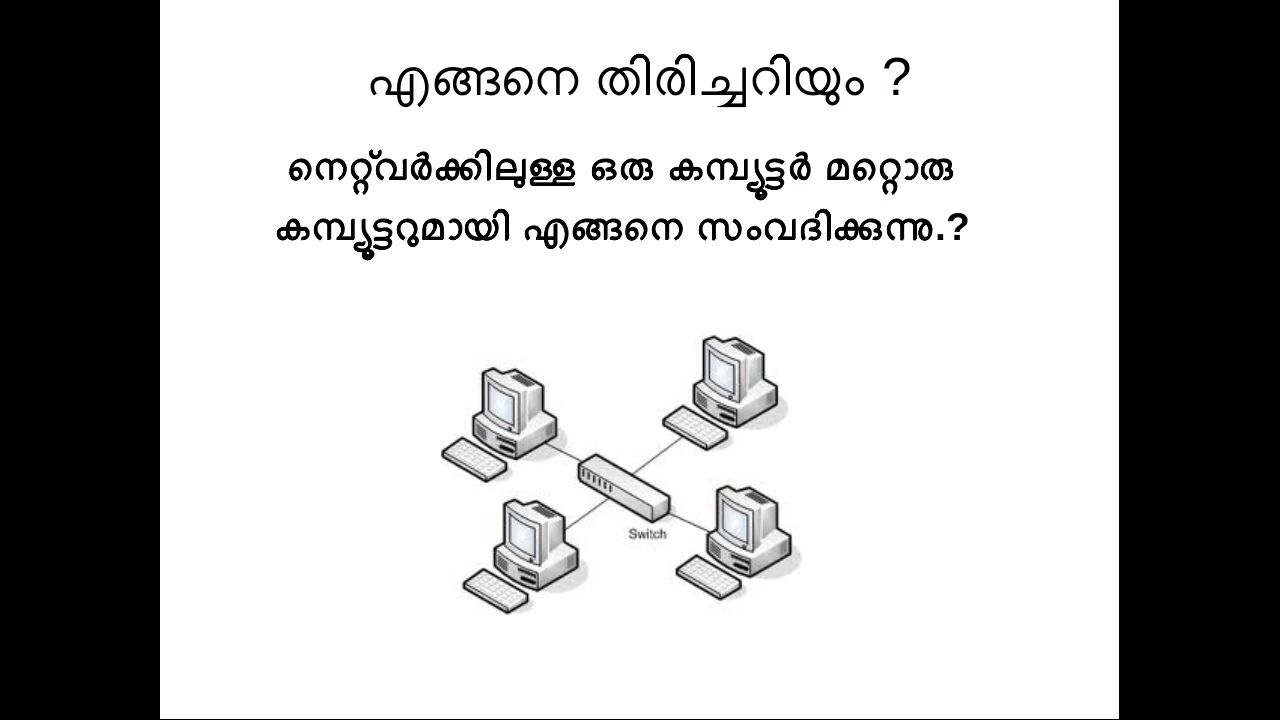 എങ്ങനെ തിരിച്ചറിയും ?
നെറ്റ്‌വർക്കിലുള്ള ഒരു കമ്പ്യൂട്ടർ മറ്റൊരു
കമ്പ്യൂട്ടറുമായി എങ്ങനെ സംവദിക്കുന്നു.?
Switch